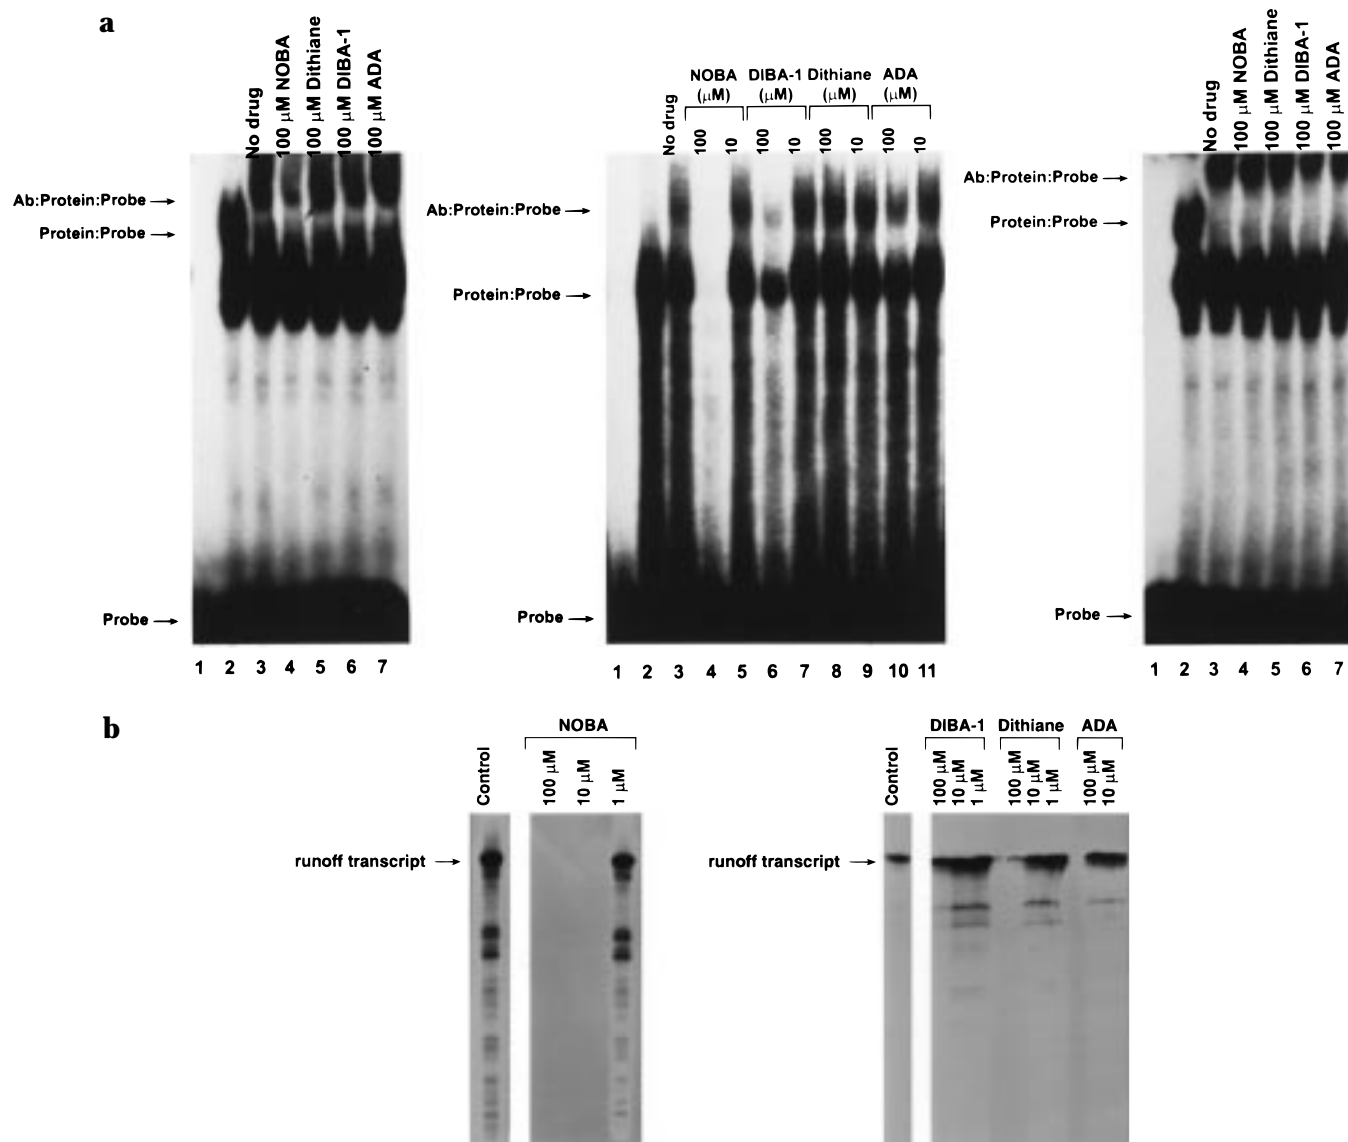 a
No drug
100 µM NOBA
100 µM Dithiane
100 µM DIBA-1
100 µM ADA
Ab:Protein:Probe
Protein:Probe
Probe
1 2 3 4 5 6 7
NOBA DIBA-1 Dithiane ADA
(µM) (µM) (µM) (µM)
No drug
100 10 100 10 100 10 100 10
Ab:Protein:Probe
Protein:Probe
Probe
1 2 3 4 5 6 7 8 9 10 11
No drug
100 µM NOBA
100 µM Dithiane
100 µM DIBA-1
100 µM ADA
Ab:Protein:Probe
Protein:Probe
Probe
1 2 3 4 5 6 7
b
NOBA
Control
100 µM
10 µM
1 µM
runoff transcript
DIBA-1 Dithiane ADA
Control
100 µM
10 µM
1 µM
100 µM
10 µM
1 µM
100 µM
10 µM
runoff transcript